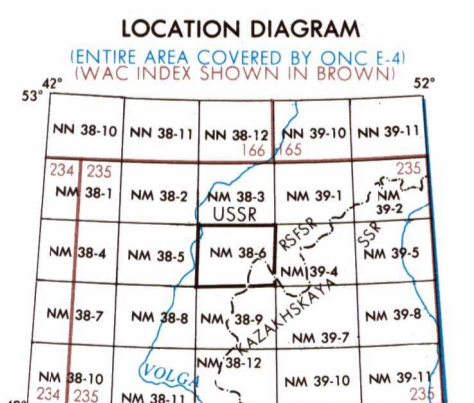 LOCATION DIAGRAM
(ENTIRE AREA COVERED BY ONC E-4)
(WAC INDEX SHOWN IN BROWN)
42° 52°
53°
NN 38-10 NN 38-11 NN 38-12 NN 39-10 NN 39-11
166 165
234 235 235
NM 38-1 NM 38-2 NM 38-3 NM 39-1 NM
39-2
USSR
RSFSR
SSR
NM 38-4 NM 38-5 NM 38-6 NM 39-4 NM 39-5
KAZAKHSKAYA
NM 38-7 NM 38-8 NM 38-9 NM 39-7 NM 39-8
VOLGA
NM 38-10 NM 38-11 NM 38-12 NM 39-10 NM 39-11
234 235 235